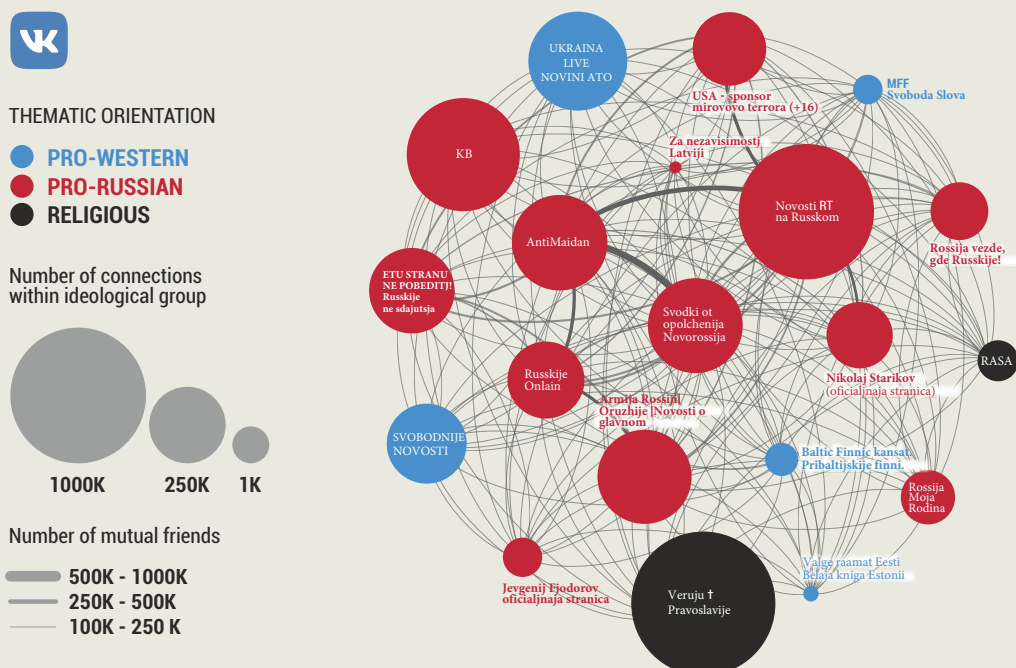 VK
THEMATIC ORIENTATION
PRO-WESTERN
PRO-RUSSIAN
RELIGIOUS
Number of connections
within ideological group
1000K
250K
1K
Number of mutual friends
500K - 1000K
250K - 500K
100K - 250 K
UKRAINA
LIVE
NOVINI ATO
USA - sponsor
mirovovo terrora (+16)
MFF
Svoboda Slova
KB
Za nezavisimostj
Latviji
Novosti RT
na Russkom
AntiMaidan
Rossija vezde,
gde Russkije!
ETU STRANU
NE POBEDITJ!
Russkije
ne sdajutsja
Svodki ot
opolchenija
Novorossija
RASA
Russkije
Onlain
Nikolaj Starikov
(oficialjnaja stranica)
Armija Rossiji|
Oruzhije |Novosti o
glavnom
SVOBODNIJE
NOVOSTI
Baltic Finnic kansat.
Pribaltijskije finni.
Rossija
Moja
Rodina
Jevgenij Fjodorov
oficialjnaja stranica
Valge raamat Eesti
Belaja kniga Estonii
Veruju ✝
Pravoslavije